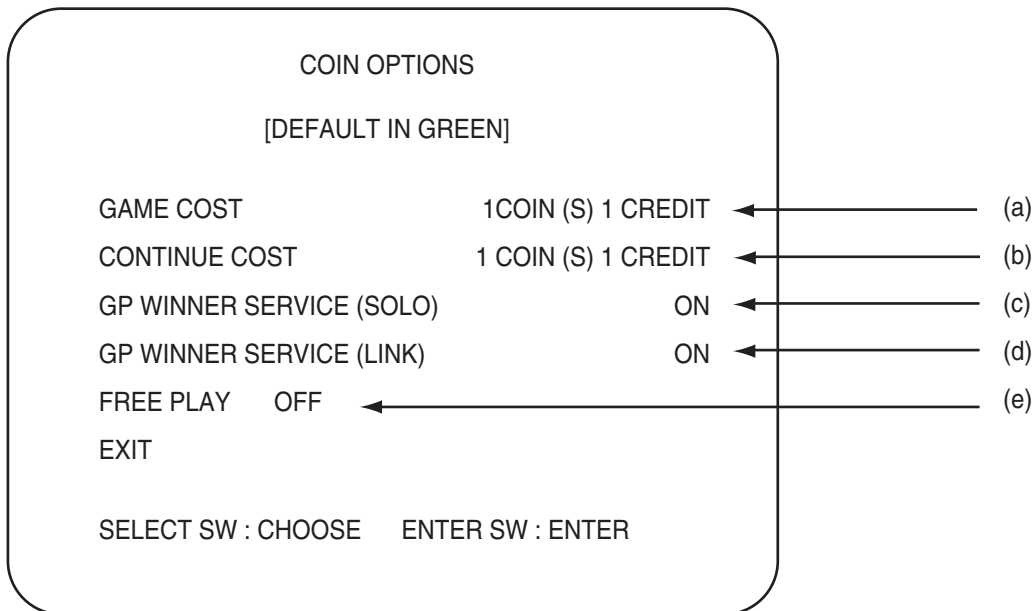 COIN OPTIONS
[DEFAULT IN GREEN]
GAME COST 1COIN (S) 1 CREDIT (a)
CONTINUE COST 1 COIN (S) 1 CREDIT (b)
GP WINNER SERVICE (SOLO) ON (c)
GP WINNER SERVICE (LINK) ON (d)
FREE PLAY OFF (e)
EXIT
SELECT SW : CHOOSE ENTER SW : ENTER